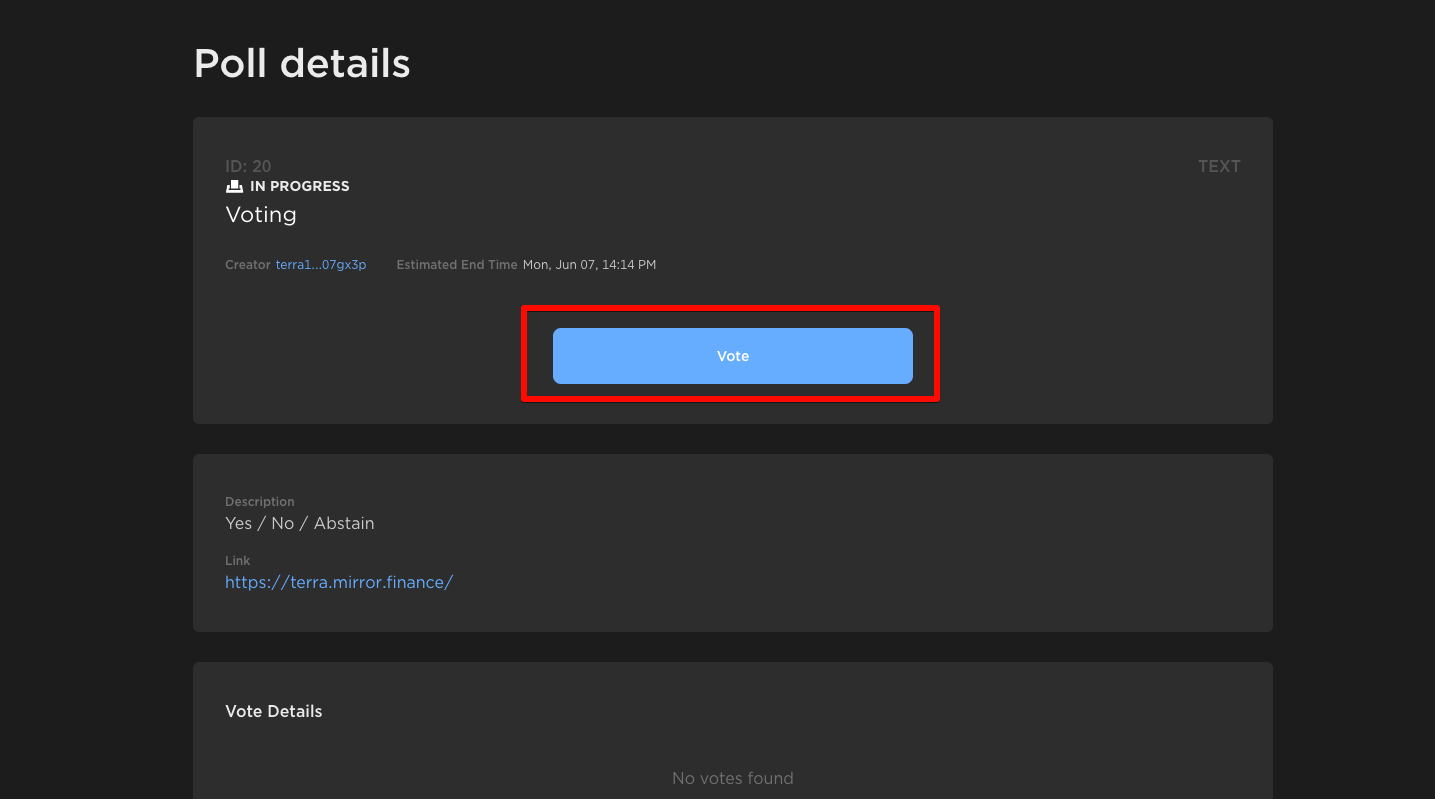 Poll details
ID: 20
TEXT
IN PROGRESS
Voting
Creator terra1...07gx3p Estimated End Time Mon, Jun 07, 14:14 PM
Vote
Description
Yes / No / Abstain
Link
https://terra.mirror.finance/
Vote Details
No votes found